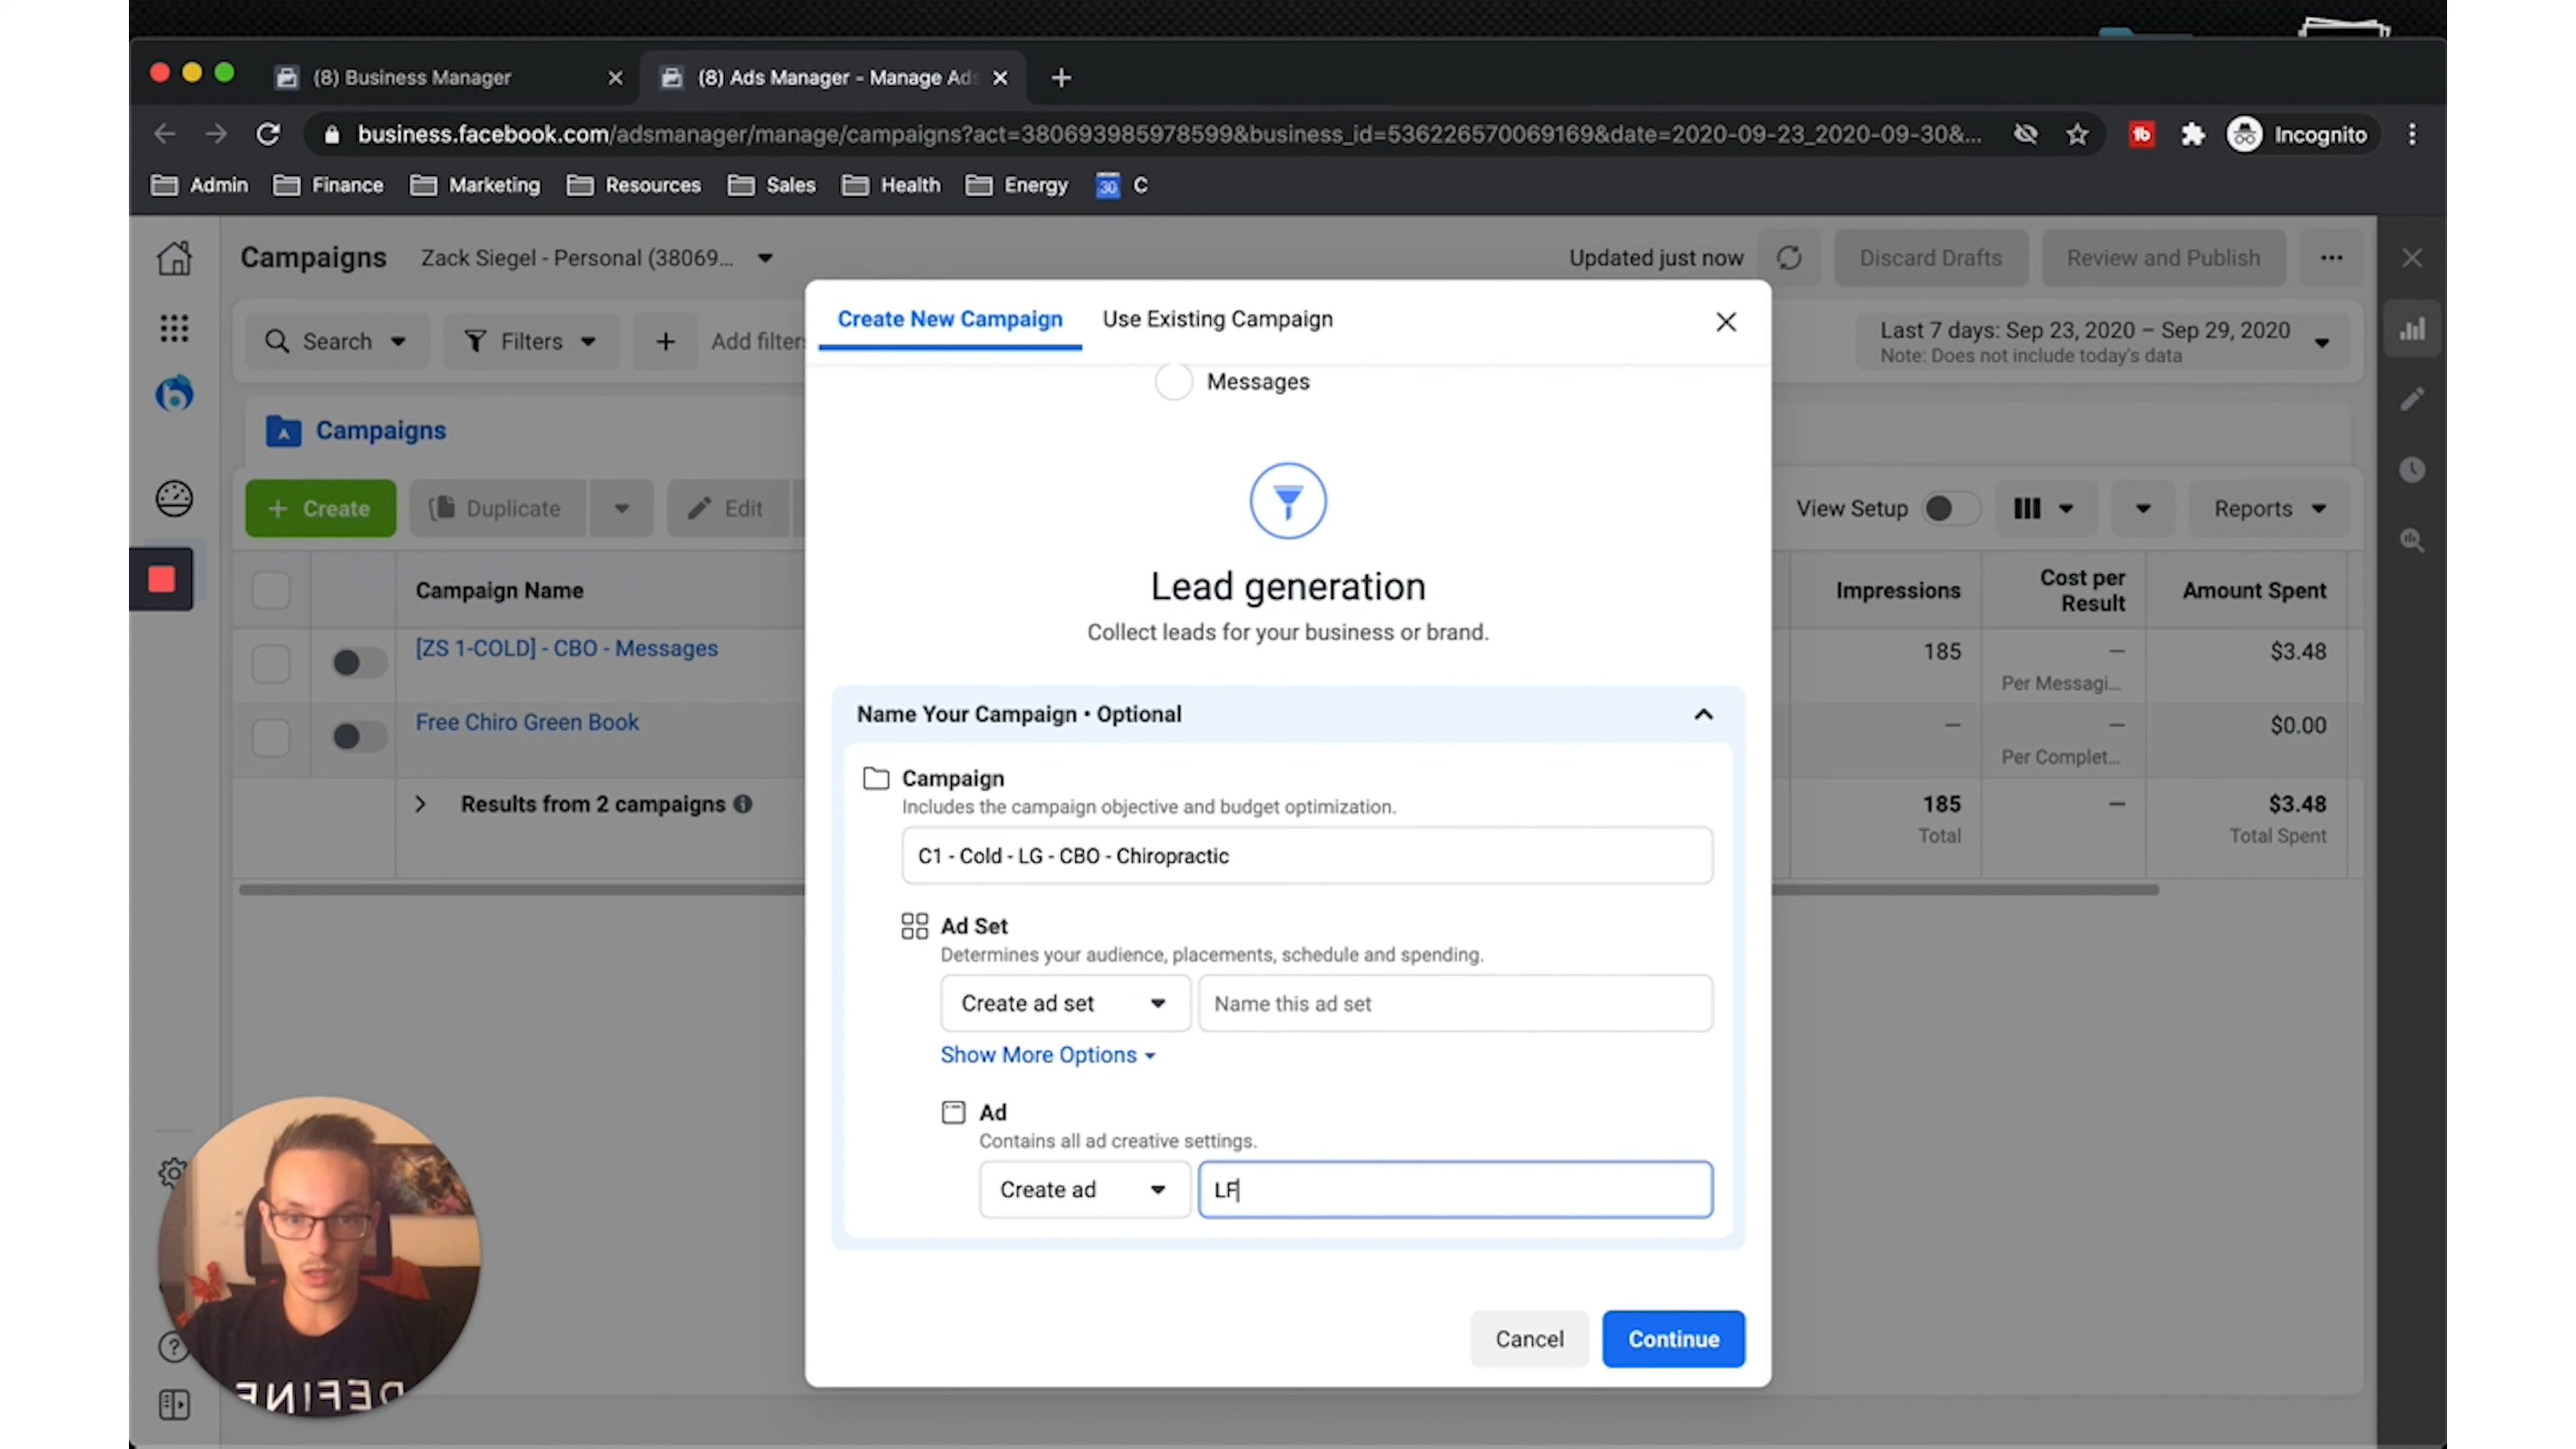 (8) Business Manager
(8) Ads Manager - Manage Ads
business.facebook.com/adsmanager/manage/campaigns?act=380693985978599&business_id=536226570069169&date=2020-09-23_2020-09-30&...
Incognito
Admin
Finance
Marketing
Resources
Sales
Health
Energy
30
C
Campaigns
Zack Siegel - Personal (38069...
Updated just now
Discard Drafts
Review and Publish
Search
Filters
Add filters
Last 7 days: Sep 23, 2020 – Sep 29, 2020
Note: Does not include today's data
Campaigns
Create
Duplicate
Edit
View Setup
Reports
Campaign Name
Impressions
Cost per
Result
Amount Spent
[ZS 1-COLD] - CBO - Messages
185
—
$3.48
Per Messagi...
Free Chiro Green Book
—
—
$0.00
Per Complet...
Results from 2 campaigns
185
—
$3.48
Total
Total Spent
Create New Campaign
Use Existing Campaign
Messages
Lead generation
Collect leads for your business or brand.
Name Your Campaign • Optional
Campaign
Includes the campaign objective and budget optimization.
C1 - Cold - LG - CBO - Chiropractic
Ad Set
Determines your audience, placements, schedule and spending.
Create ad set
Name this ad set
Show More Options
Ad
Contains all ad creative settings.
Create ad
LF
Cancel
Continue
DEFINE